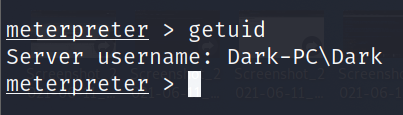 meterpreter > getuid
Server username: Dark-PC\Dark
meterpreter >